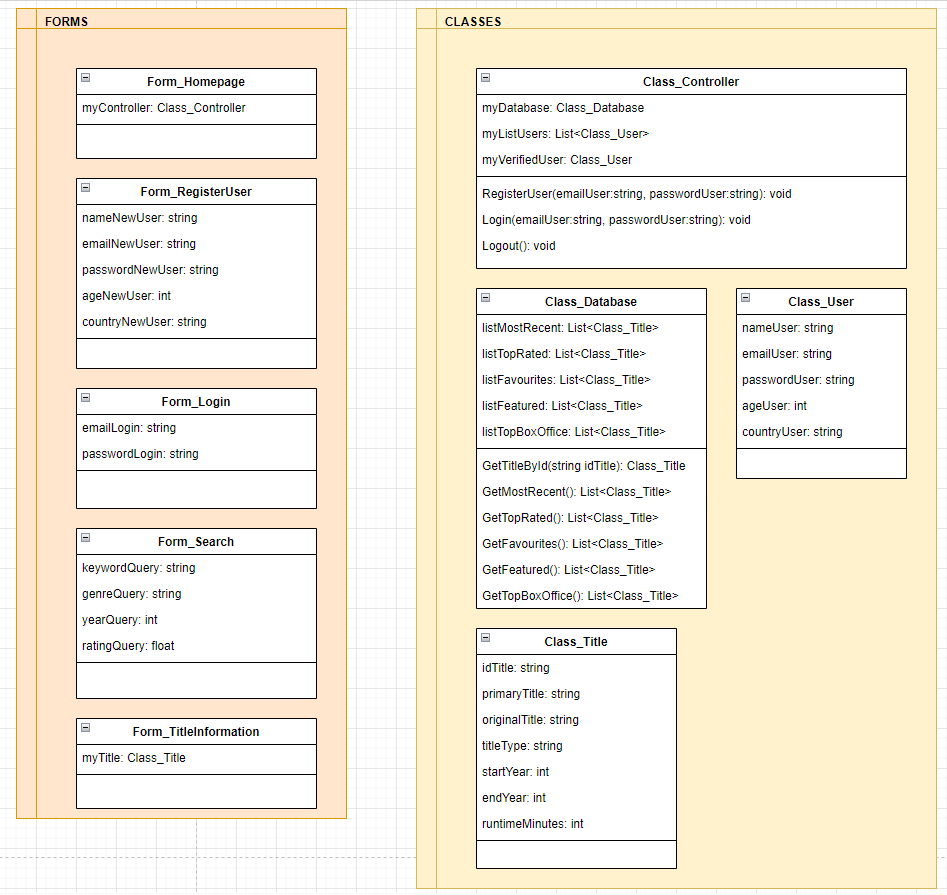 FORMS
Form_Homepage
myController: Class_Controller
Form_RegisterUser
nameNewUser: string
emailNewUser: string
passwordNewUser: string
ageNewUser: int
countryNewUser: string
Form_Login
emailLogin: string
passwordLogin: string
Form_Search
keywordQuery: string
genreQuery: string
yearQuery: int
ratingQuery: float
Form_TitleInformation
myTitle: Class_Title
CLASSES
Class_Controller
myDatabase: Class_Database
myListUsers: List<Class_User>
myVerifiedUser: Class_User
RegisterUser(emailUser:string, passwordUser:string): void
Login(emailUser:string, passwordUser:string): void
Logout(): void
Class_Database
listMostRecent: List<Class_Title>
listTopRated: List<Class_Title>
listFavourites: List<Class_Title>
listFeatured: List<Class_Title>
listTopBoxOffice: List<Class_Title>
GetTitleById(string idTitle): Class_Title
GetMostRecent(): List<Class_Title>
GetTopRated(): List<Class_Title>
GetFavourites(): List<Class_Title>
GetFeatured(): List<Class_Title>
GetTopBoxOffice(): List<Class_Title>
Class_User
nameUser: string
emailUser: string
passwordUser: string
ageUser: int
countryUser: string
Class_Title
idTitle: string
primaryTitle: string
originalTitle: string
titleType: string
startYear: int
endYear: int
runtimeMinutes: int